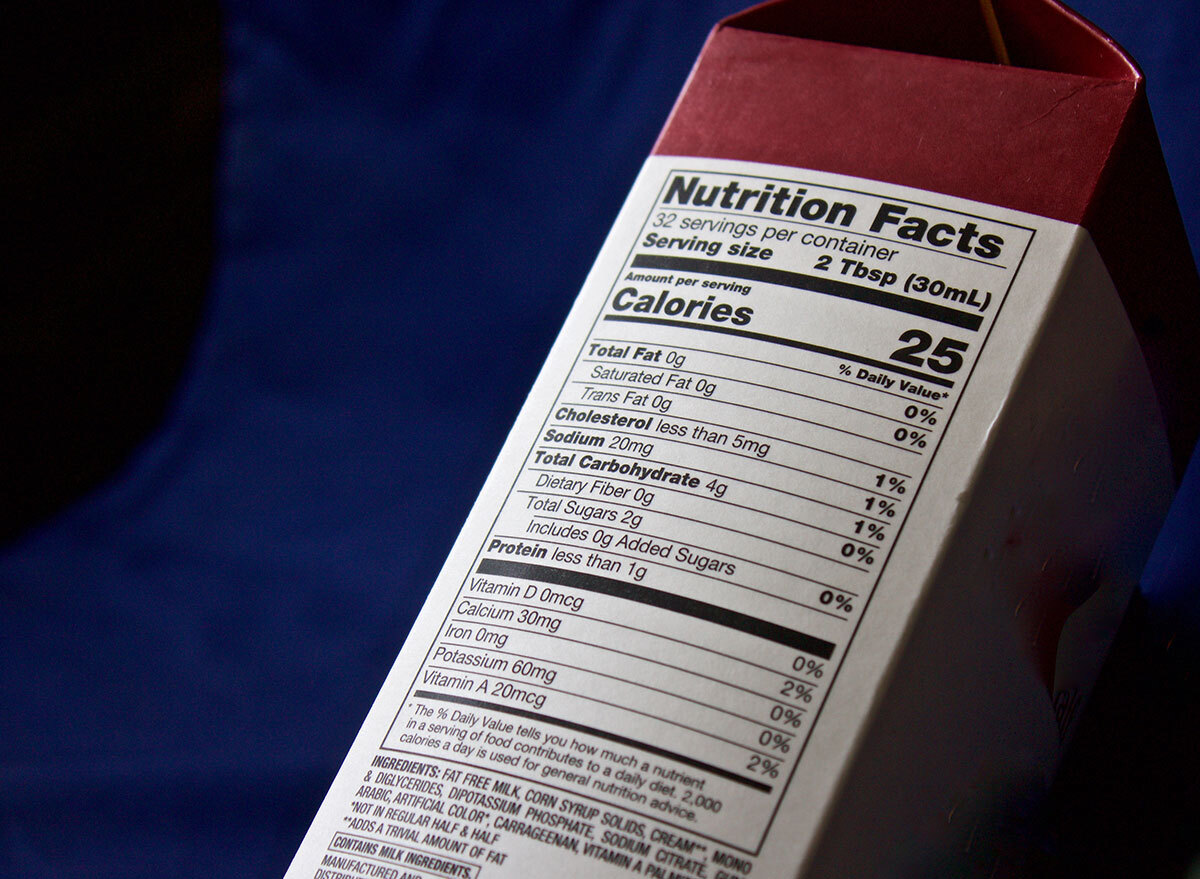 Nutrition Facts
32 servings per container
Serving size 2 Tbsp (30mL)
Amount per serving
Calories 25
% Daily Value*
Total Fat 0g 0%
Saturated Fat 0g 0%
Trans Fat 0g
Cholesterol less than 5mg 1%
Sodium 20mg 1%
Total Carbohydrate 4g 1%
Dietary Fiber 0g 0%
Total Sugars 2g
Includes 0g Added Sugars 0%
Protein less than 1g
Vitamin D 0mcg 0%
Calcium 30mg 2%
Iron 0mg 0%
Potassium 60mg 0%
Vitamin A 20mcg 2%
* The % Daily Value tells you how much a nutrient
in a serving of food contributes to a daily diet. 2,000
calories a day is used for general nutrition advice.
INGREDIENTS: FAT FREE MILK, CORN SYRUP SOLIDS, CREAM**, MONO
& DIGLYCERIDES, DIPOTASSIUM PHOSPHATE, SODIUM CITRATE,
ARABIC, ARTIFICIAL COLOR*, CARRAGEENAN, VITAMIN A
*NOT IN REGULAR HALF & HALF
**ADDS A TRIVIAL AMOUNT OF FAT
CONTAINS MILK INGREDIENTS.
MANUFACTURED AND